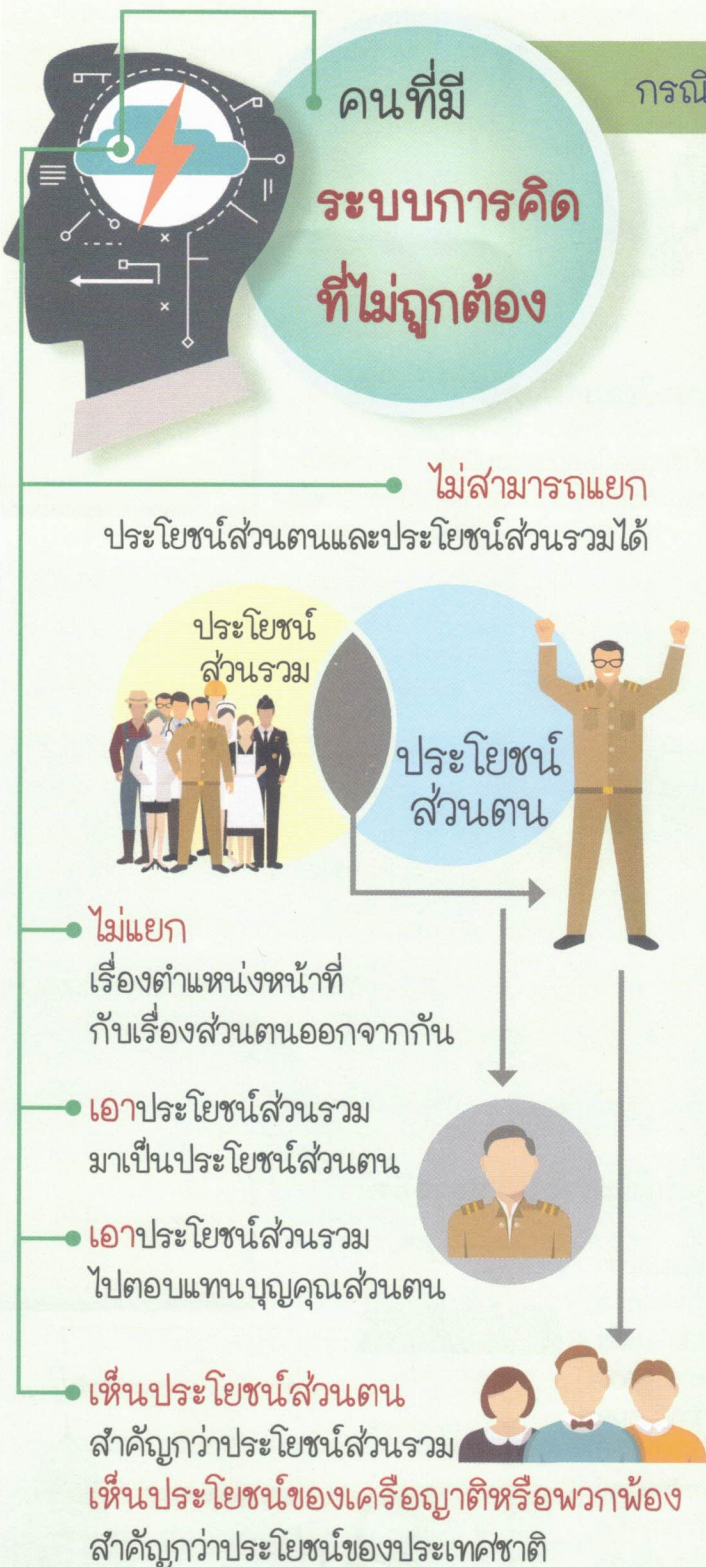 คนที่มี
ระบบการคิด
ที่ไม่ถูกต้อง
กรณี
ไม่สามารถแยก
ประโยชน์ส่วนตนและประโยชน์ส่วนรวมได้
ประโยชน์
ส่วนรวม
ประโยชน์
ส่วนตน
ไม่แยก
เรื่องตำแหน่งหน้าที่
กับเรื่องส่วนตนออกจากกัน
เอาประโยชน์ส่วนรวม
มาเป็นประโยชน์ส่วนตน
เอาประโยชน์ส่วนรวม
ไปตอบแทนบุญคุณส่วนตน
เห็นประโยชน์ส่วนตน
สำคัญกว่าประโยชน์ส่วนรวม
เห็นประโยชน์ของเครือญาติหรือพวกพ้อง
สำคัญกว่าประโยชน์ของประเทศชาติ